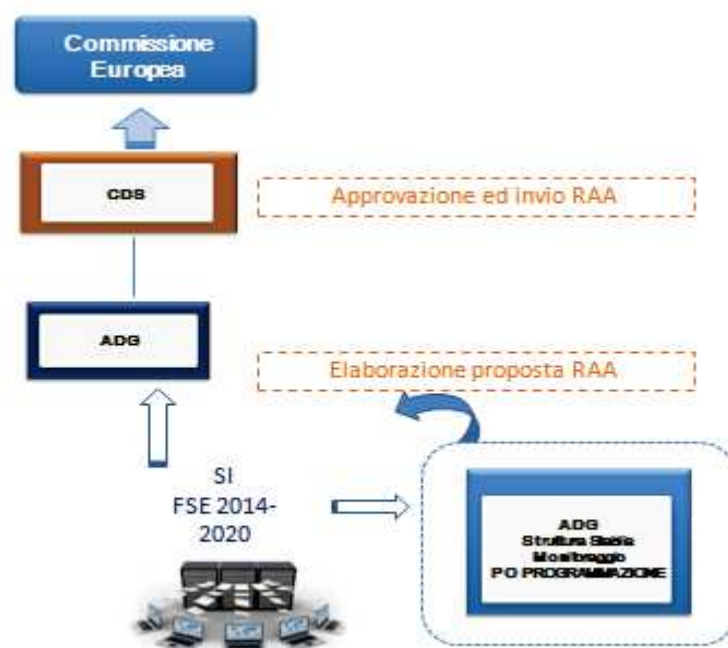 Commissione
Europea
CDS
Approvazione ed invio RAA
ADG
Elaborazione proposta RAA
SI
FSE 2014-
2020
ADG
Struttura Stabile
Monitoraggio
PO PROGRAMMAZIONE